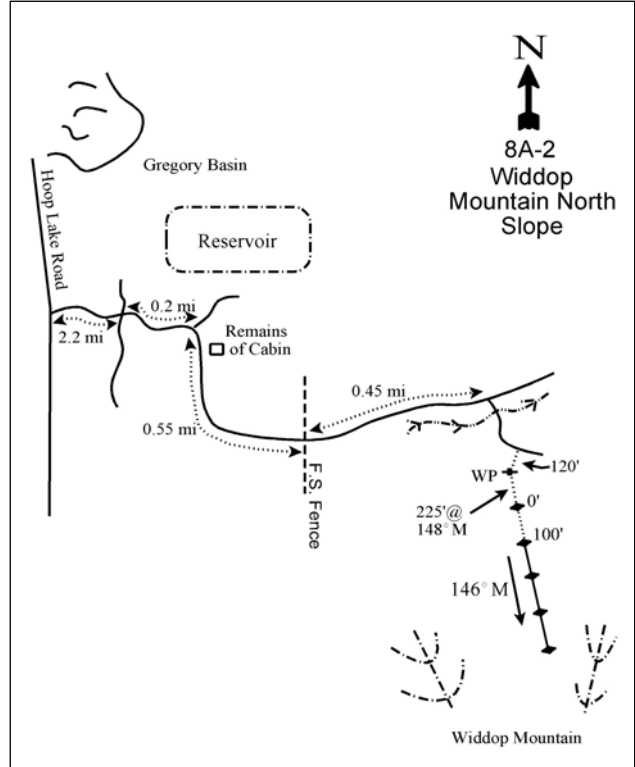 N
8A-2
Widdop
Mountain North
Slope
Gregory Basin
Hoop Lake Road
Reservoir
0.2 mi
2.2 mi
Remains
of Cabin
0.45 mi
0.55 mi
F.S. Fence
WP
120'
0'
225'@
148°M
100'
146°M
Widdop Mountain